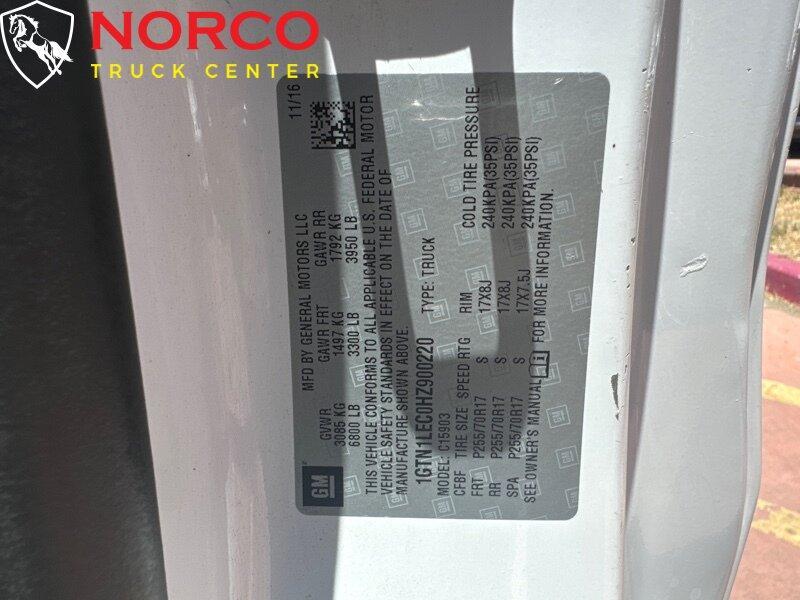 NORCO
TRUCK CENTER
GM
MFD BY GENERAL MOTORS LLC
11/16
GVWR GAWR FRT GAWR RR
3085 KG 1497 KG 1792 KG
6800 LB 3300 LB 3950 LB
THIS VEHICLE CONFORMS TO ALL APPLICABLE U.S. FEDERAL MOTOR
VEHICLE SAFETY STANDARDS IN EFFECT ON THE DATE OF
MANUFACTURE SHOWN ABOVE.
1GTN1LEC0HZ900220 TYPE: TRUCK
MODEL: C15903
CFBF TIRE SIZE SPEED RTG RIM COLD TIRE PRESSURE
FRT P255/70R17 S 17X8J 240KPA(35PSI)
RR P255/70R17 S 17X8J 240KPA(35PSI)
SPA P255/70R17 S 17X7.5J 240KPA(35PSI)
SEE OWNER'S MANUAL i FOR MORE INFORMATION.